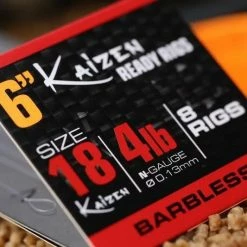 6" KAIZEN
READY RIGS
SIZE
18
4lb
N-GAUGE
Ø 0.13mm
8
RIGS
KAIZEN
BARBLESS